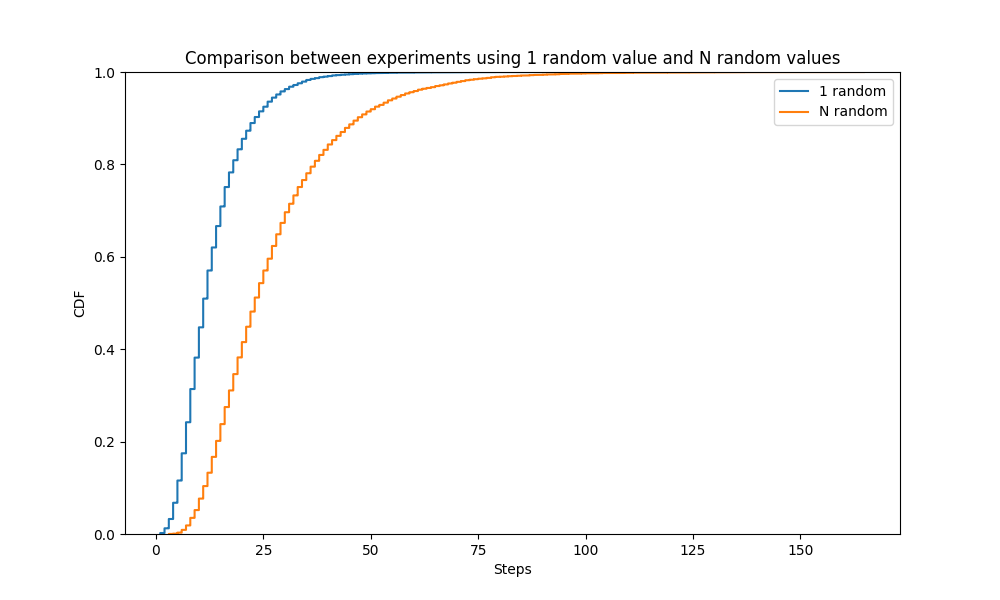 Comparison between experiments using 1 random value and N random values
1.0
0.8
0.6
0.4
0.2
0.0
CDF
1 random
N random
0 25 50 75 100 125 150
Steps